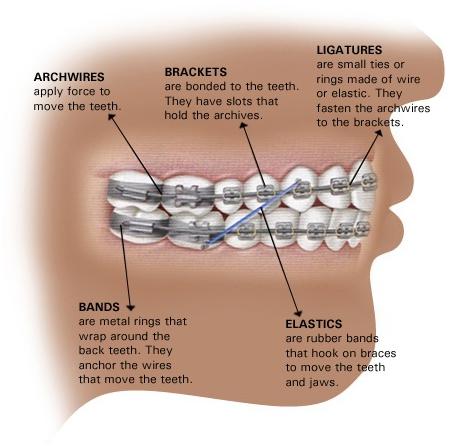 LIGATURES
are small ties or
rings made of wire
or elastic. They
fasten the archwires
to the brackets.
BRACKETS
are bonded to the teeth.
They have slots that
hold the archives.
ARCHWIRES
apply force to
move the teeth.
BANDS
are metal rings that
wrap around the
back teeth. They
anchor the wires
that move the teeth.
ELASTICS
are rubber bands
that hook on braces
to move the teeth
and jaws.